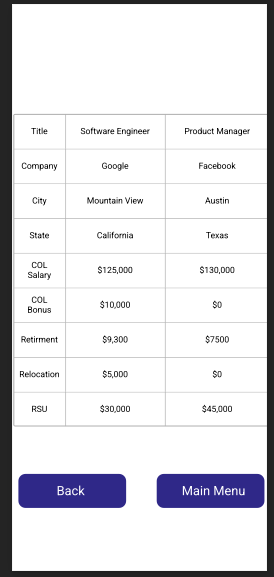 Title Software Engineer Product Manager
Company Google Facebook
City Mountain View Austin
State California Texas
COL
Salary $125,000 $130,000
COL
Bonus $10,000 $0
Retirment $9,300 $7500
Relocation $5,000 $0
RSU $30,000 $45,000
Back Main Menu